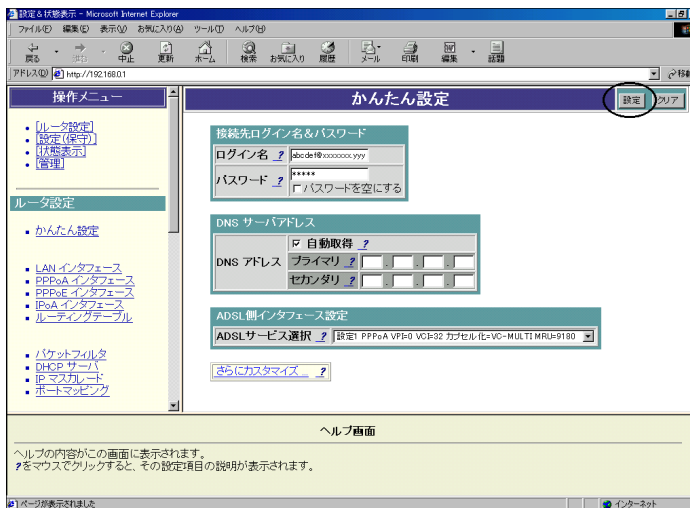 設定&状態表示 - Microsoft Internet Explorer
ファイル(F) 編集(E) 表示(V) お気に入り(A) ツール(T) ヘルプ(H)
戻る 進む 中止 更新 ホーム 検索 お気に入り 履歴 メール 印刷 編集 話題
アドレス(D) http://192.168.0.1 移動
操作メニュー
[ルータ設定]
[設定(保守)]
[状態表示]
[管理]
ルータ設定
かんたん設定
LAN インタフェース
PPPoA インタフェース
PPPoE インタフェース
IPoA インタフェース
ルーティングテーブル
パケットフィルタ
DHCP サーバ
IP マスカレード
ポートマッピング
かんたん設定
設定 クリア
接続先ログイン名&パスワード
ログイン名 ? abcdef@xxxxxxx.yyy
パスワード ? *****
パスワードを空にする
DNS サーバアドレス
DNS アドレス
自動取得 ?
プライマリ ? . . .
セカンダリ ? . . .
ADSL側インタフェース設定
ADSLサービス選択 ? 設定1 PPPoA VPI=0 VCI=32 カプセル化=VC-MULTI MRU=9180
さらにカスタマイズ... ?
ヘルプ画面
ヘルプの内容がこの画面に表示されます。
?をマウスでクリックすると、その設定項目の説明が表示されます。
ページが表示されました インターネット